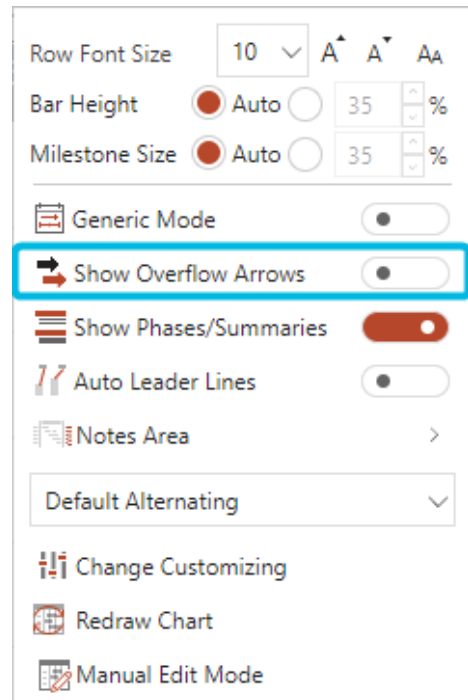 Row Font Size 10 A A AA
Bar Height Auto 35 %
Milestone Size Auto 35 %
Generic Mode
Show Overflow Arrows
Show Phases/Summaries
Auto Leader Lines
Notes Area
Default Alternating
Change Customizing
Redraw Chart
Manual Edit Mode